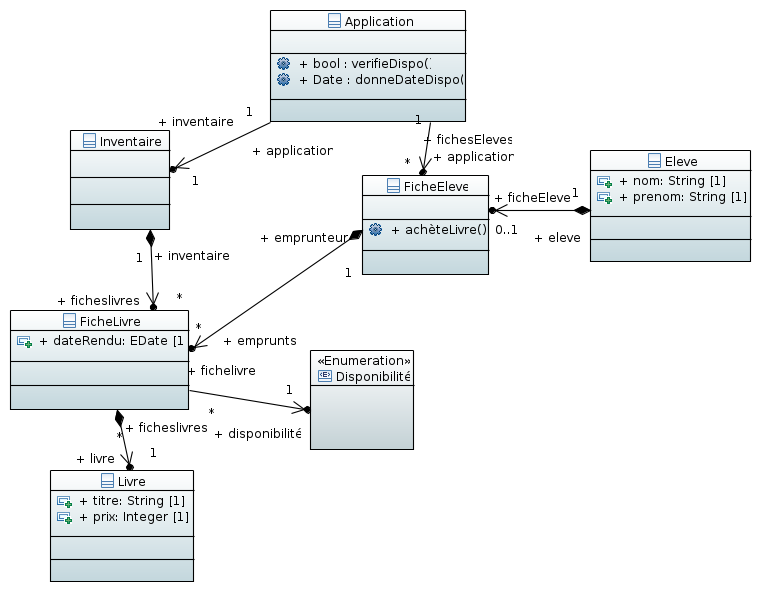 Application
+ bool : verifieDispo()
+ Date : donneDateDispo(
1
1
+ inventaire
+ application
1
+ fichesEleves
*
+ application
Inventaire
FicheEleve
+ achèteLivre()
Eleve
+ nom: String [1]
+ prenom: String [1]
+ ficheEleve
1
0..1
+ eleve
+ emprunteur
1
1
+ inventaire
+ ficheslivres
*
*
+ emprunts
FicheLivre
+ dateRendu: EDate [1
+ fichelivre
1
*
+ disponibilité
«Enumeration»
Disponibilité
+ ficheslivres
*
+ livre
1
Livre
+ titre: String [1]
+ prix: Integer [1]